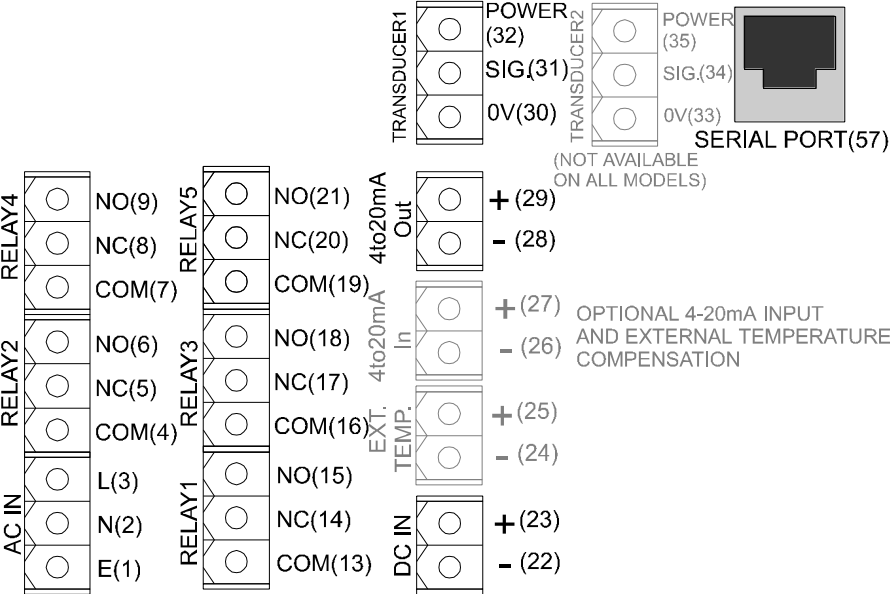 TRANSDUCER1
POWER
(32)
SIG.(31)
0V(30)
TRANSDUCER2
POWER
(35)
SIG.(34)
0V(33)
(NOT AVAILABLE
ON ALL MODELS)
SERIAL PORT(57)
RELAY4
NO(9)
NC(8)
COM(7)
RELAY2
NO(6)
NC(5)
COM(4)
AC IN
L(3)
N(2)
E(1)
RELAY5
NO(21)
NC(20)
COM(19)
RELAY3
NO(18)
NC(17)
COM(16)
RELAY1
NO(15)
NC(14)
COM(13)
4to20mA
Out
+(29)
-(28)
4to20mA
In
+(27)
-(26)
OPTIONAL 4-20mA INPUT
AND EXTERNAL TEMPERATURE
COMPENSATION
EXT.
TEMP.
+(25)
-(24)
DC IN
+(23)
-(22)